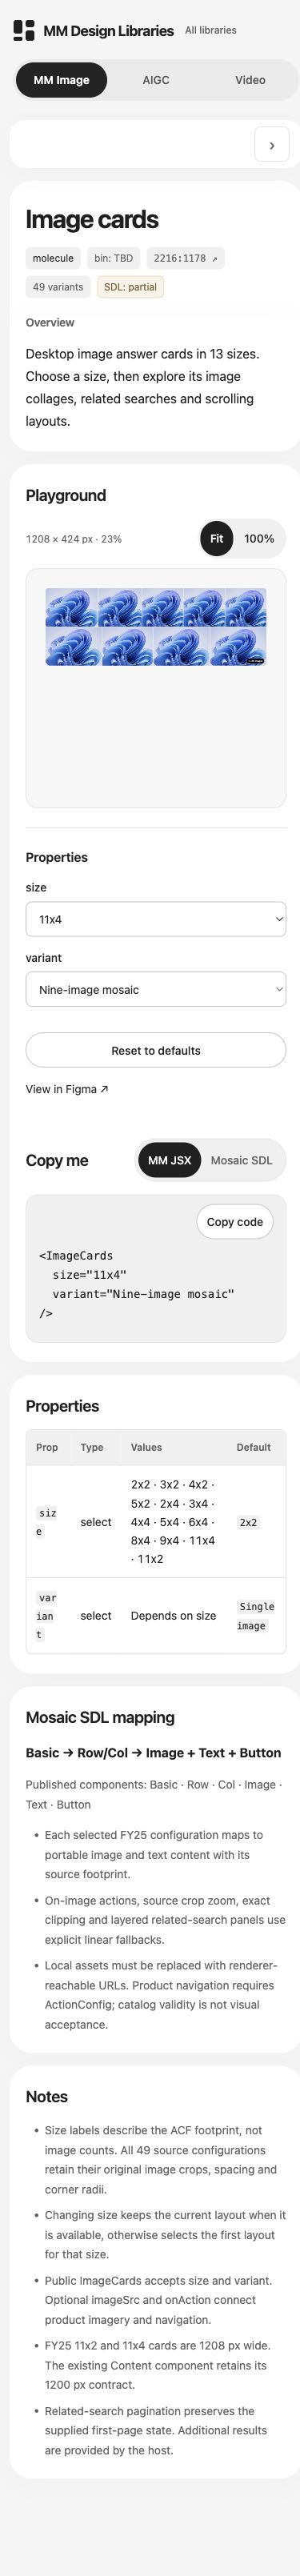 MM Design Libraries All libraries
MM Image AIGC Video
›
Image cards
molecule bin: TBD 2216:1178 ↗
49 variants SDL: partial
Overview
Desktop image answer cards in 13 sizes.
Choose a size, then explore its image
collages, related searches and scrolling
layouts.
Playground
1208 × 424 px · 23% Fit 100%
Properties
size
11x4
variant
Nine-image mosaic
Reset to defaults
View in Figma ↗
Copy me MM JSX Mosaic SDL
Copy code
<ImageCards
size="11x4"
variant="Nine-image mosaic"
/>
Properties
Prop Type Values Default
2x2 · 3x2 · 4x2 ·
5x2 · 2x4 · 3x4 ·
size select 4x4 · 5x4 · 6x4 · 2x2
8x4 · 9x4 · 11x4
· 11x2
variant select Depends on size Single image
Mosaic SDL mapping
Basic → Row/Col → Image + Text + Button
Published components: Basic · Row · Col · Image ·
Text · Button
• Each selected FY25 configuration maps to
portable image and text content with its
source footprint.
• On-image actions, source crop zoom, exact
clipping and layered related-search panels use
explicit linear fallbacks.
• Local assets must be replaced with renderer-
reachable URLs. Product navigation requires
ActionConfig; catalog validity is not visual
acceptance.
Notes
• Size labels describe the ACF footprint, not
image counts. All 49 source configurations
retain their original image crops, spacing and
corner radii.
• Changing size keeps the current layout when it
is available, otherwise selects the first layout
for that size.
• Public ImageCards accepts size and variant.
Optional imageSrc and onAction connect
product imagery and navigation.
• FY25 11x2 and 11x4 cards are 1208 px wide.
The existing Content component retains its
1200 px contract.
• Related-search pagination preserves the
supplied first-page state. Additional results
are provided by the host.